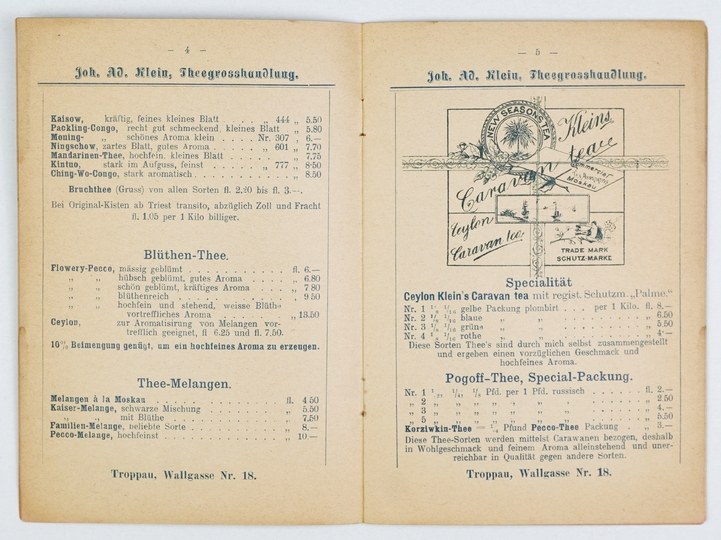 — 4 —
Joh. Ad. Klein, Theegrosshandlung.
Kaisow, kräftig, feines kleines Blatt . . . „ 444 „ 5.50
Packling-Congo, recht gut schmeckend, kleines Blatt „ 5.80
Moning- „ schönes Aroma klein . . . . Nr. 307 „ 6.—
Ningschow, zartes Blatt, gutes Aroma . . . . „ 601 „ 7.70
Mandarinen-Thee, hochfein, kleines Blatt . . . . „ 7.75
Kintuo, stark im Aufguss, feinst . . . . „ 777 „ 8.50
Ching-Wo-Congo, stark aromatisch . . . . „ 8.50
Bruchthee (Gruss) von allen Sorten fl. 2.20 bis fl. 3.—.
Bei Original-Kisten ab Triest transito, abzüglich Zoll und Fracht
fl. 1.05 per 1 Kilo billiger.
Blüthen-Thee.
Flowery-Pecco, mässig geblümt . . . . fl. 6.—
„ „ hübsch geblümt, gutes Aroma . . . . „ 6.80
„ „ schön geblümt, kräftiges Aroma . . . „ 7 80
„ „ blüthenreich . . . . „ 9 50
„ „ hochfein und stehend, weisse Blüth-
vortreffliches Aroma . . . . „ 13.50
Ceylon, zur Aromatisirung von Melangen vor-
trefflich geeignet, fl 6.25 und fl. 7.50.
10% Beimengung genügt, um ein hochfeines Aroma zu erzeugen.
Thee-Melangen.
Melangen à la Moskau . . . . fl. 4 50
Kaiser-Melange, schwarze Mischung . . . . „ 5.50
„ „ mit Blüthe . . . . „ 7.50
Familien-Melange, beliebte Sorte . . . . „ 8.—
Pecco-Melange, hochfeinst . . . . „ 10 —
Troppau, Wallgasse Nr. 18.
— 5 —
Joh. Ad. Klein, Theegrosshandlung.
NEW SEASONS TEA
Kleins
Caravan tea
Moskau
Ceylon
Caravan tea
TRADE MARK
SCHUTZ-MARKE
Spezialität
Ceylon Klein's Caravan tea mit regist. Schutzm. „Palme.“
Nr. 1 gelbe Packung plombirt . . . per 1 Kilo. fl. 8.—
Nr. 2 blaue „ „ „ 6.50
Nr. 3 grüne „ „ „ 5.50
Nr. 4 rothe „ „ „ 4·—
Diese Sorten Thee's sind durch mich selbst zusammengestellt
und ergeben einen vorzüglichen Geschmack und
hochfeines Aroma.
Pogoff-Thee, Special-Packung.
Nr. 1 Pfd. per 1 Pfd. russisch . . . . fl. 2.—
„ 2 „ „ „ „ „ 2.50
„ 3 „ „ „ „ „ 4.—
„ 5 „ „ „ „ „ 5.50
Korziwkin-Thee Pfund Pecco-Thee Packung „ 3.—
Diese Thee-Sorten werden mittelst Carawanen bezogen, deshalb
in Wohlgeschmack und feinem Aroma alleinstehend und uner-
reichbar in Qualität gegen andere Sorten.
Troppau, Wallgasse Nr. 18.